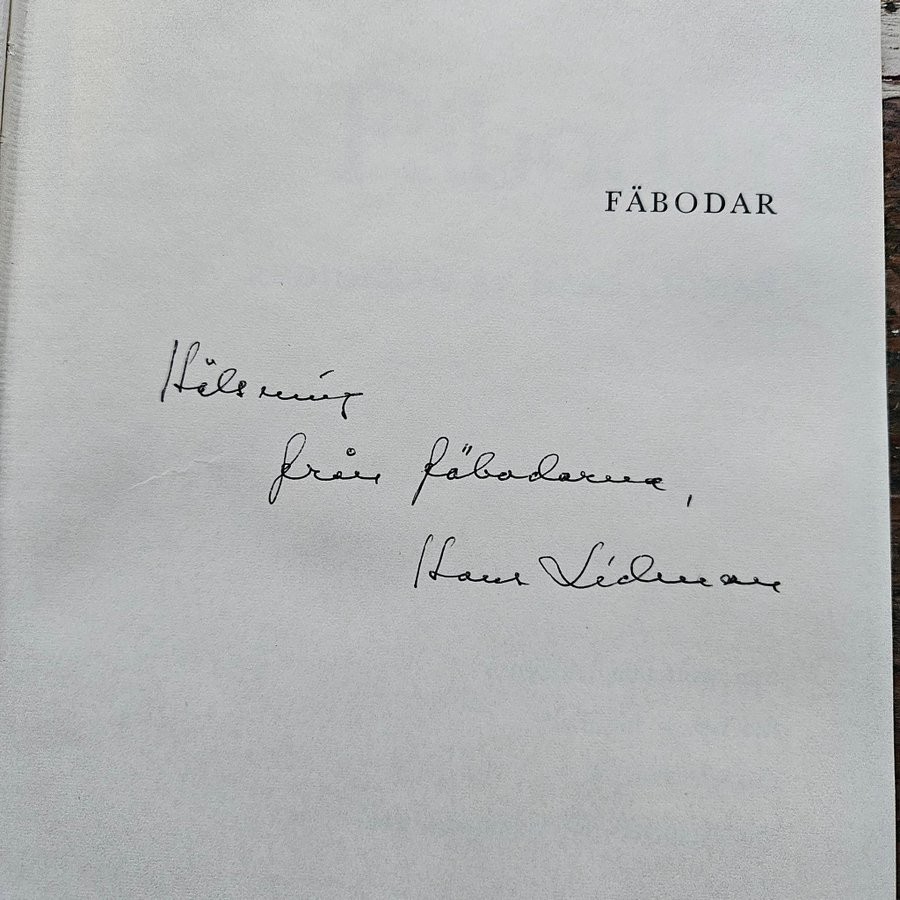 FÄBODAR
Hälsning
från fäbodarna,
Hans Lidman